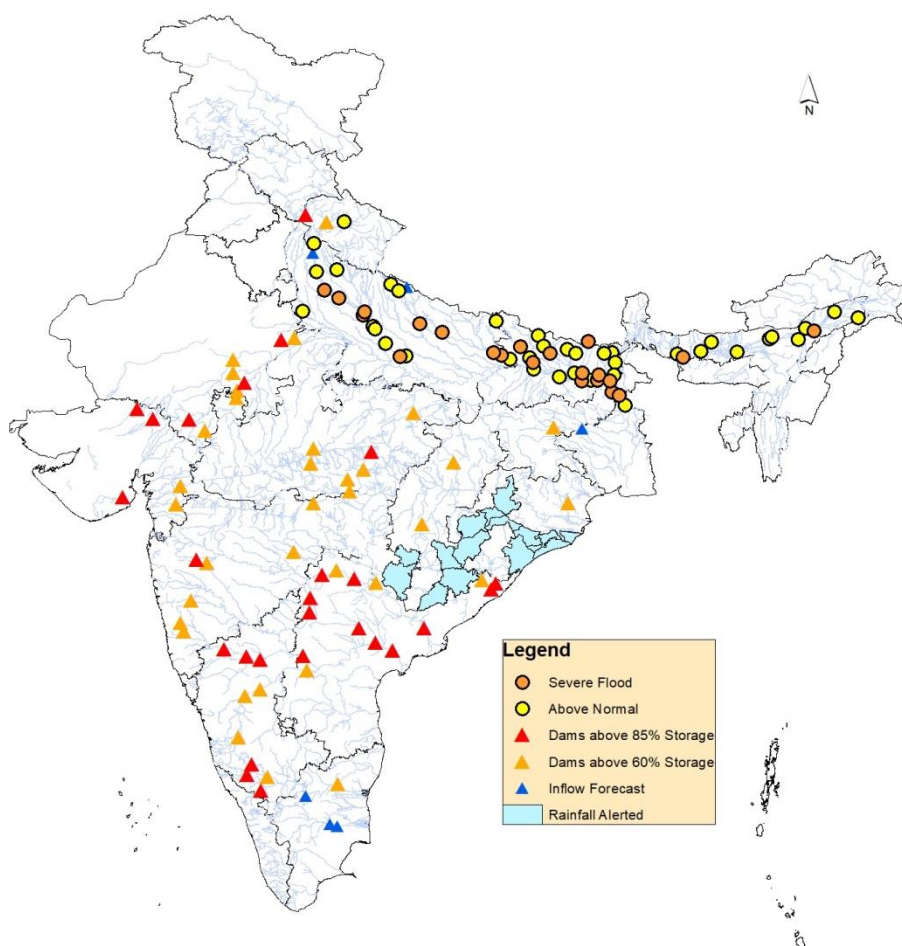 N
Legend
Severe Flood
Above Normal
Dams above 85% Storage
Dams above 60% Storage
Inflow Forecast
Rainfall Alerted